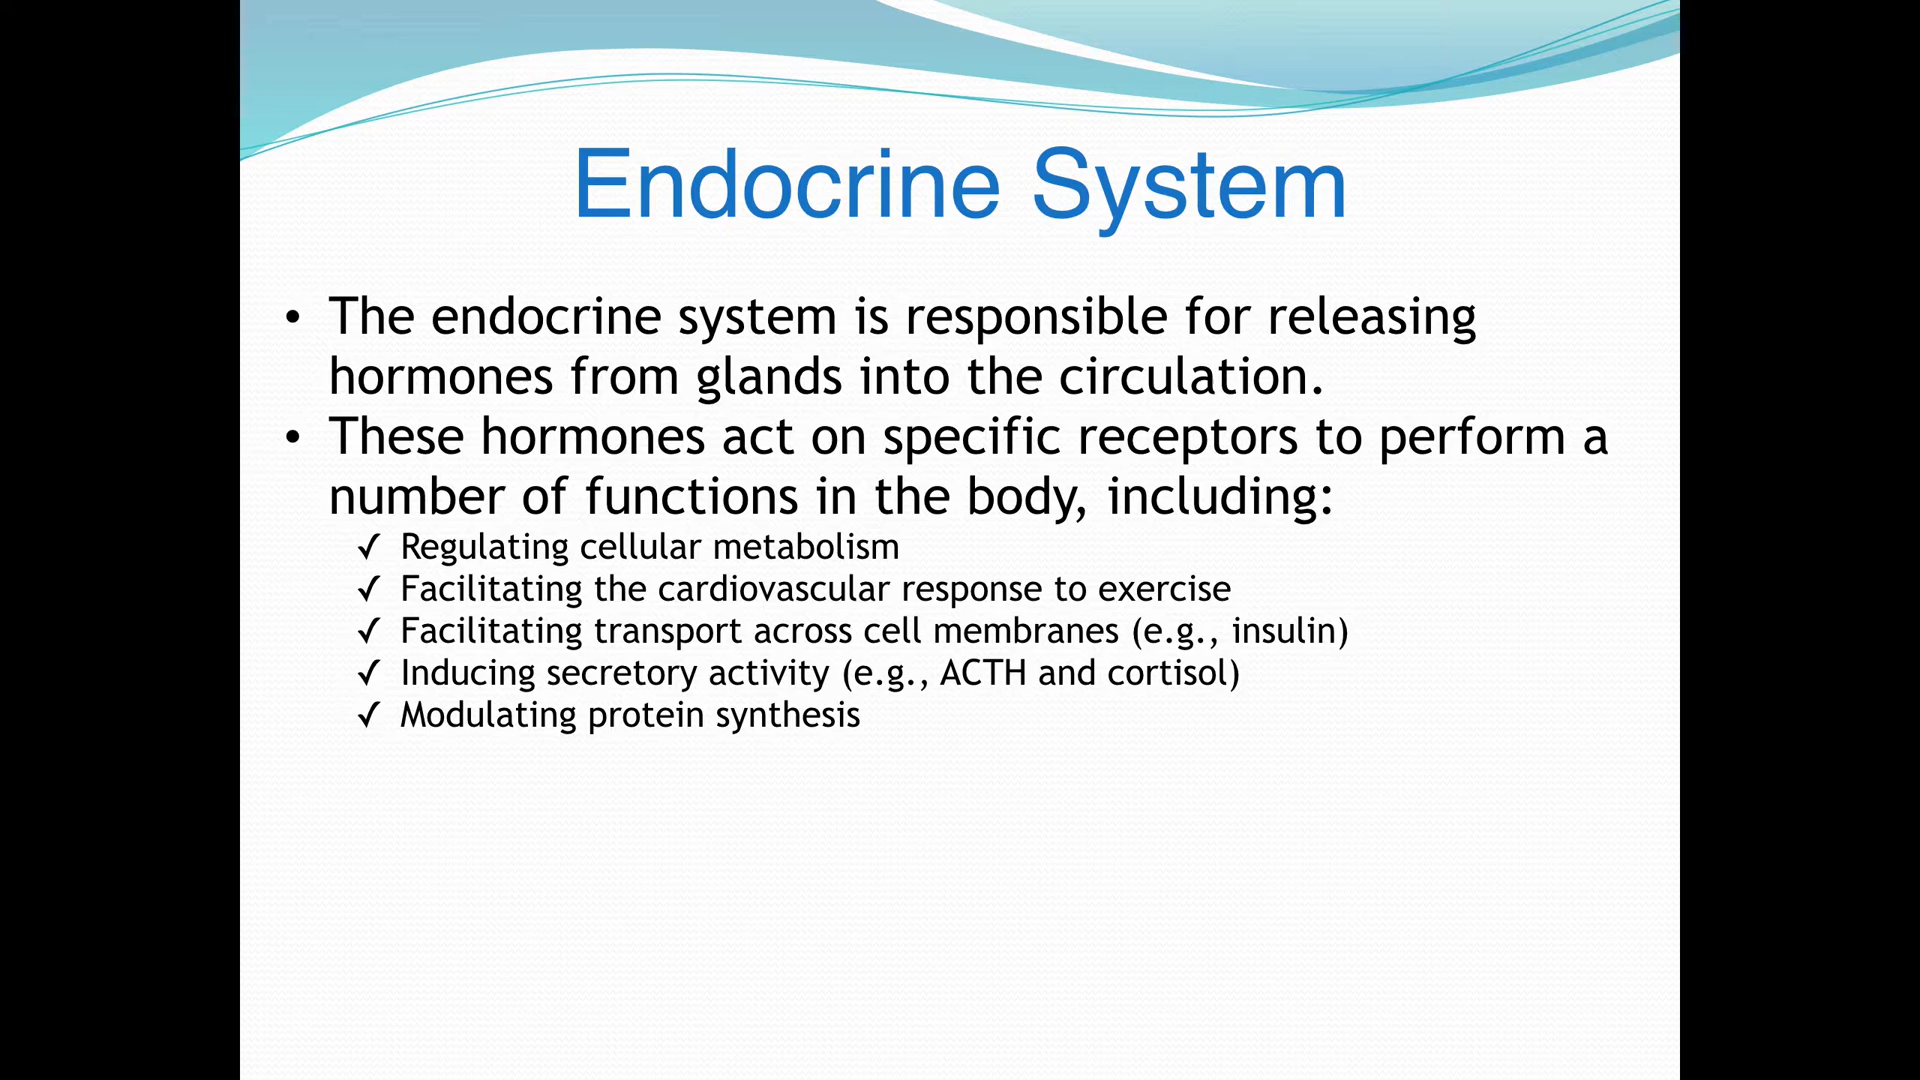 Endocrine System
• The endocrine system is responsible for releasing
hormones from glands into the circulation.
• These hormones act on specific receptors to perform a
number of functions in the body, including:
✓ Regulating cellular metabolism
✓ Facilitating the cardiovascular response to exercise
✓ Facilitating transport across cell membranes (e.g., insulin)
✓ Inducing secretory activity (e.g., ACTH and cortisol)
✓ Modulating protein synthesis